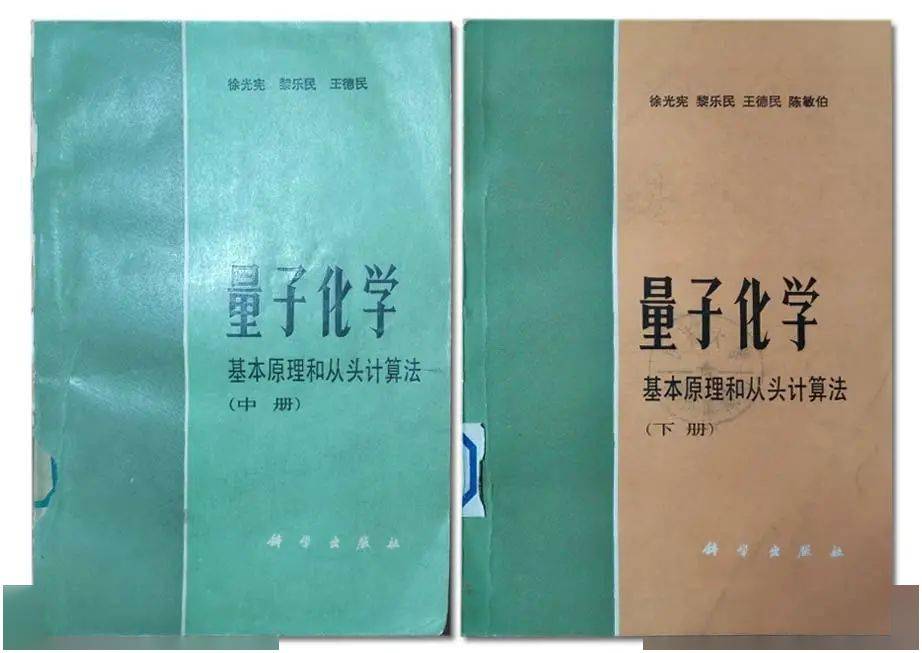 徐光宪 黎乐民 王德民
量子化学
基本原理和从头计算法
(中 册)
科学出版社
徐光宪 黎乐民 王德民 陈敏伯
量子化学
基本原理和从头计算法
(下 册)
科学出版社